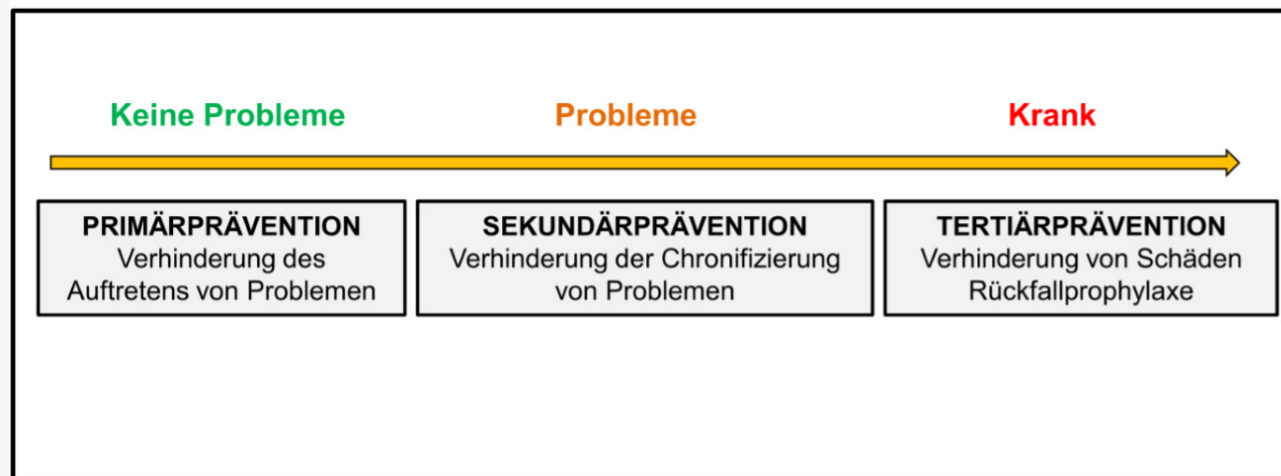 Keine Probleme
Probleme
Krank
PRIMÄRPRÄVENTION
Verhinderung des
Auftretens von Problemen
SEKUNDÄRPRÄVENTION
Verhinderung der Chronifizierung
von Problemen
TERTIÄRPRÄVENTION
Verhinderung von Schäden
Rückfallprophylaxe